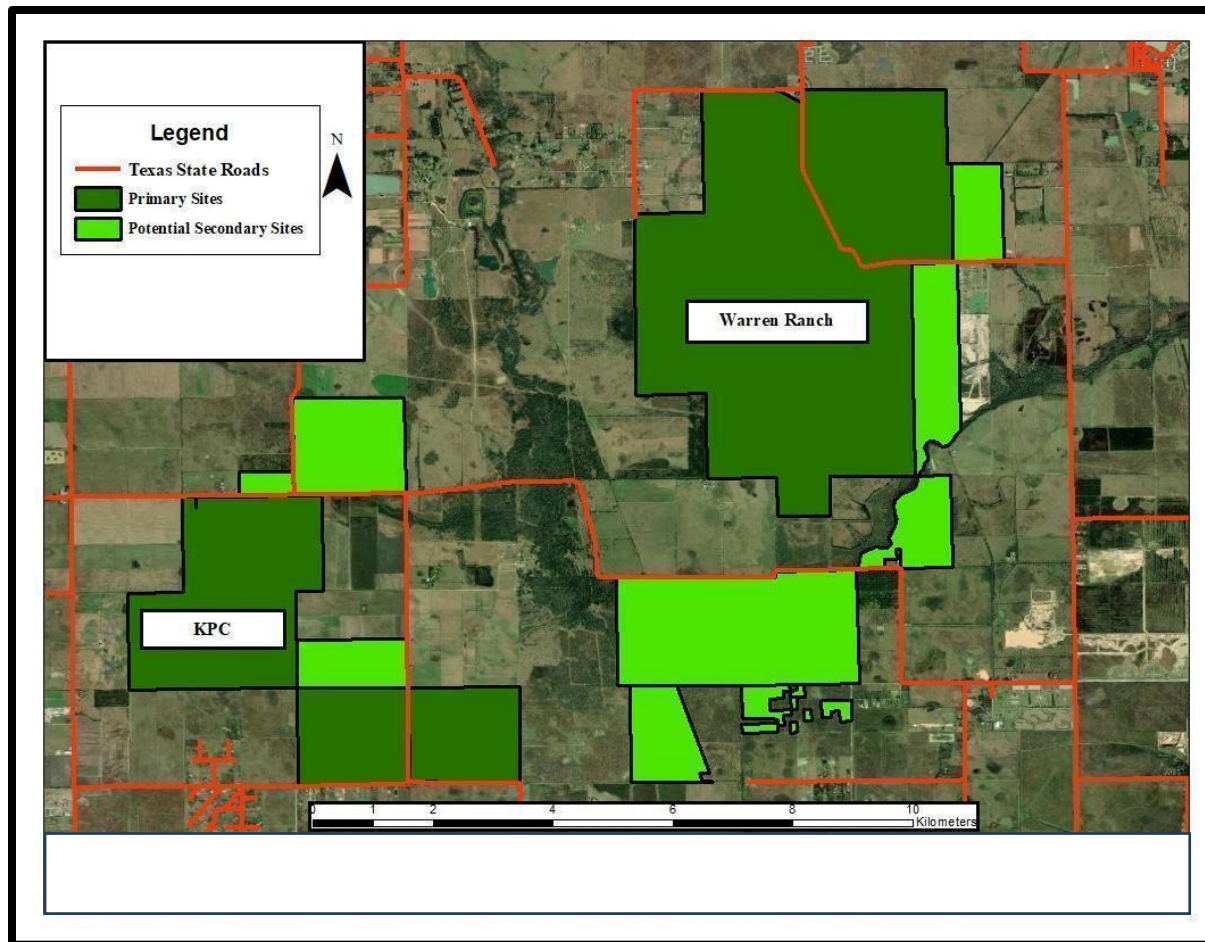 Legend
N
Texas State Roads
Primary Sites
Potential Secondary Sites
Warren Ranch
KPC
0 1 2 4 6 8 10
Kilometers